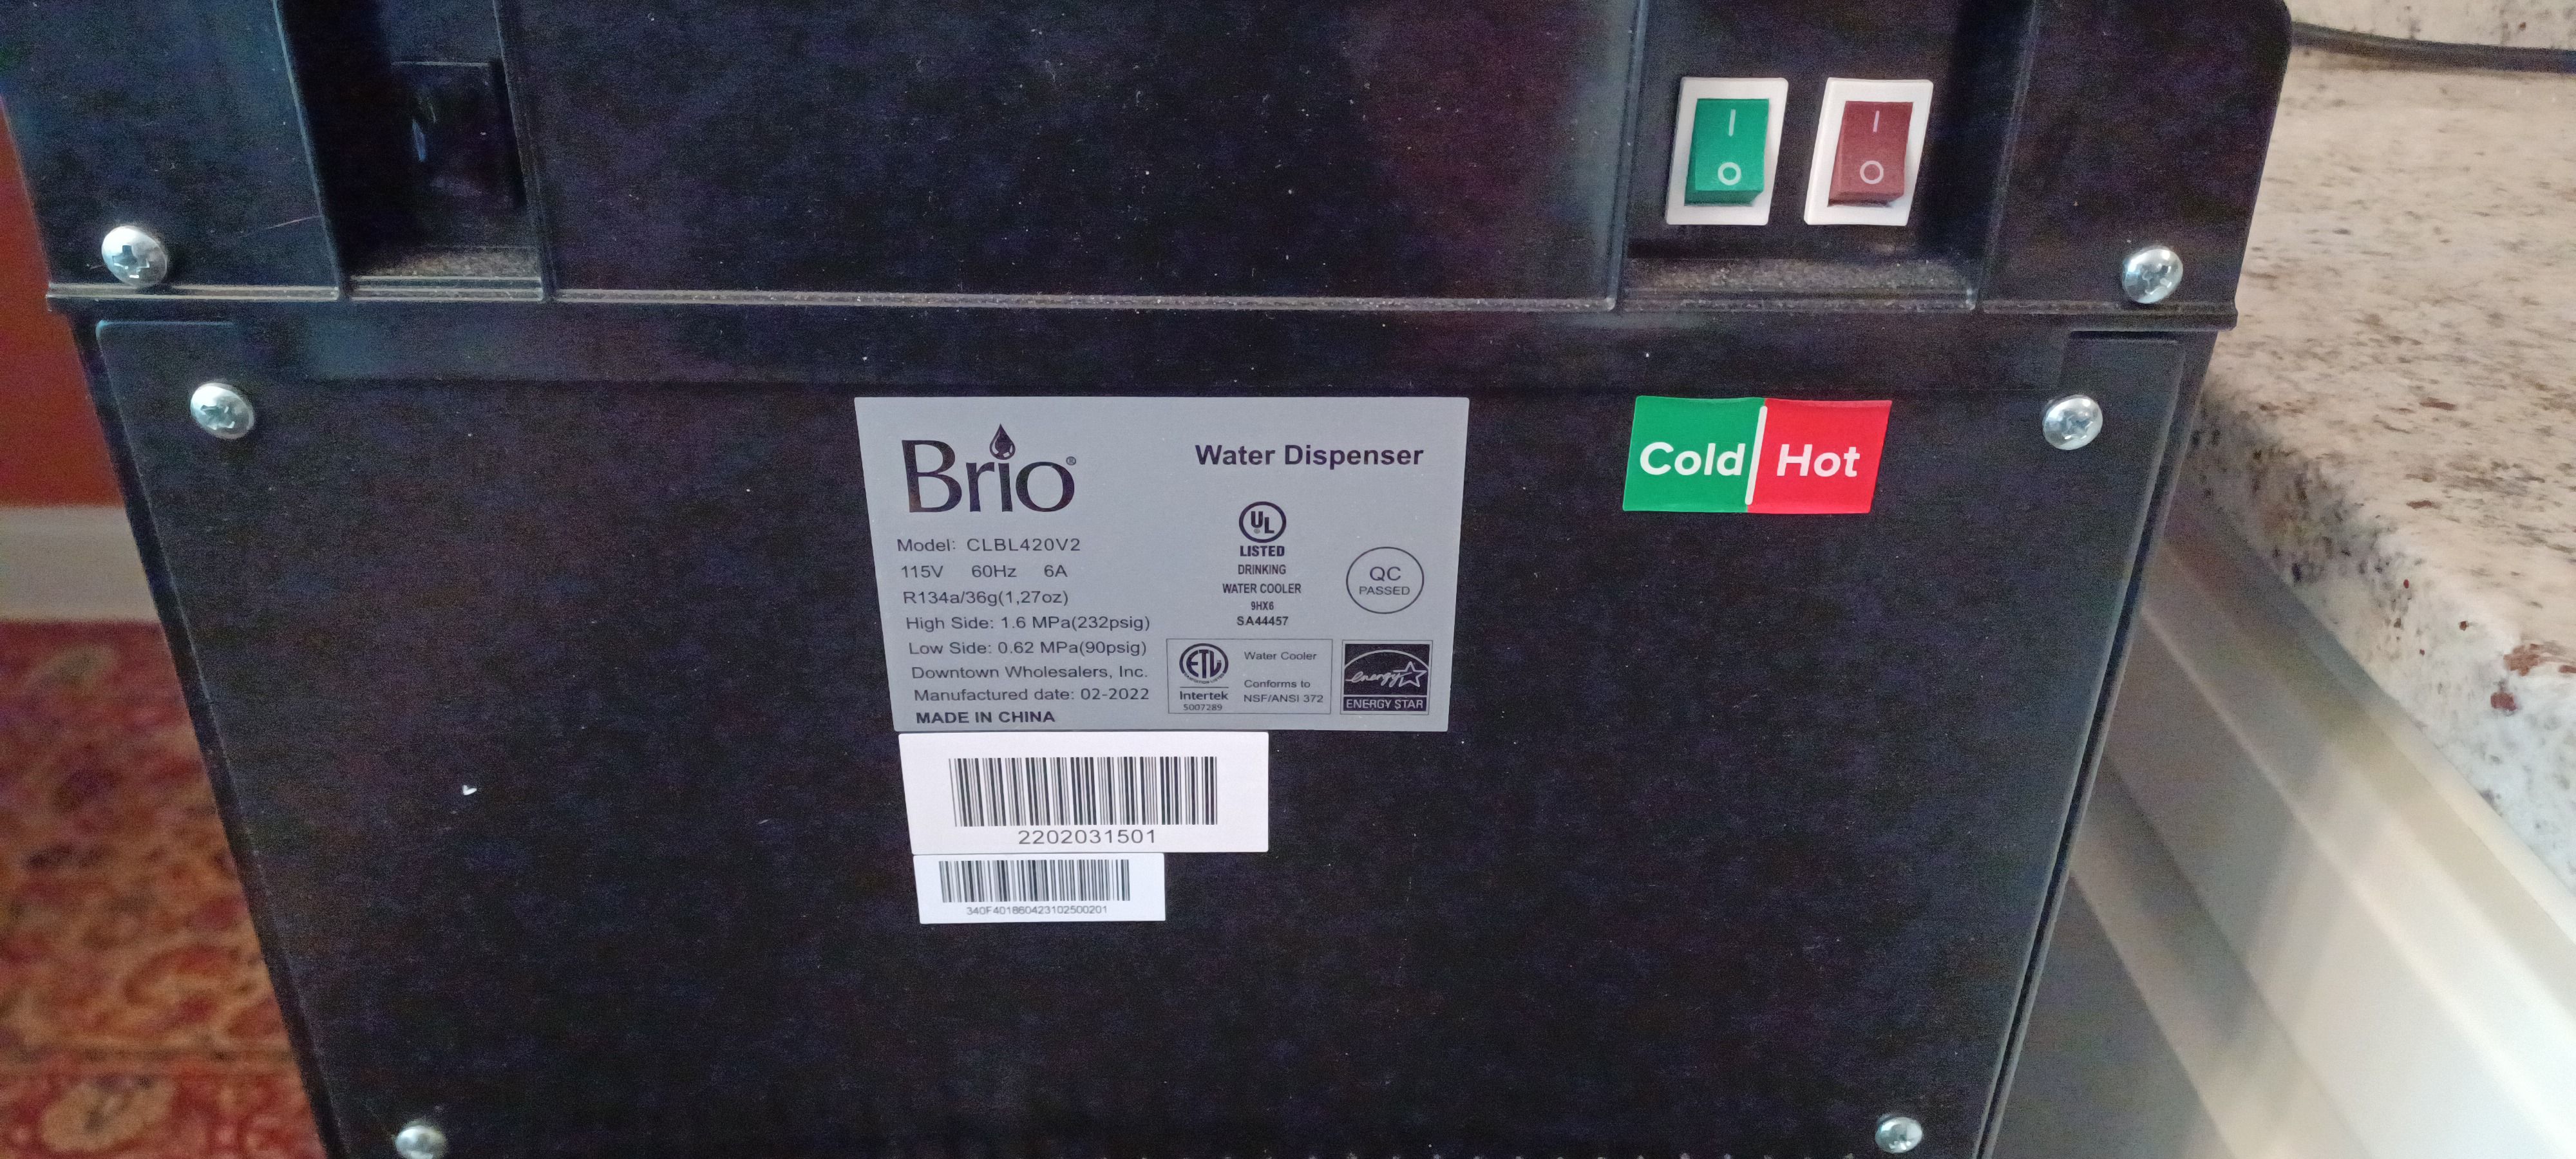 I
O
I
O
Brio®
Water Dispenser
Cold
Hot
Model: CLBL420V2
115V 60Hz 6A
R134a/36g(1,27oz)
High Side: 1.6 MPa(232psig)
Low Side: 0.62 MPa(90psig)
Downtown Wholesalers, Inc.
Manufactured date: 02-2022
MADE IN CHINA
UL
LISTED
DRINKING
WATER COOLER
9HX6
SA44457
QC
PASSED
ETL
Intertek
5007289
Water Cooler
Conforms to
NSF/ANSI 372
energy
ENERGY STAR
2202031501
340F401860423102500201